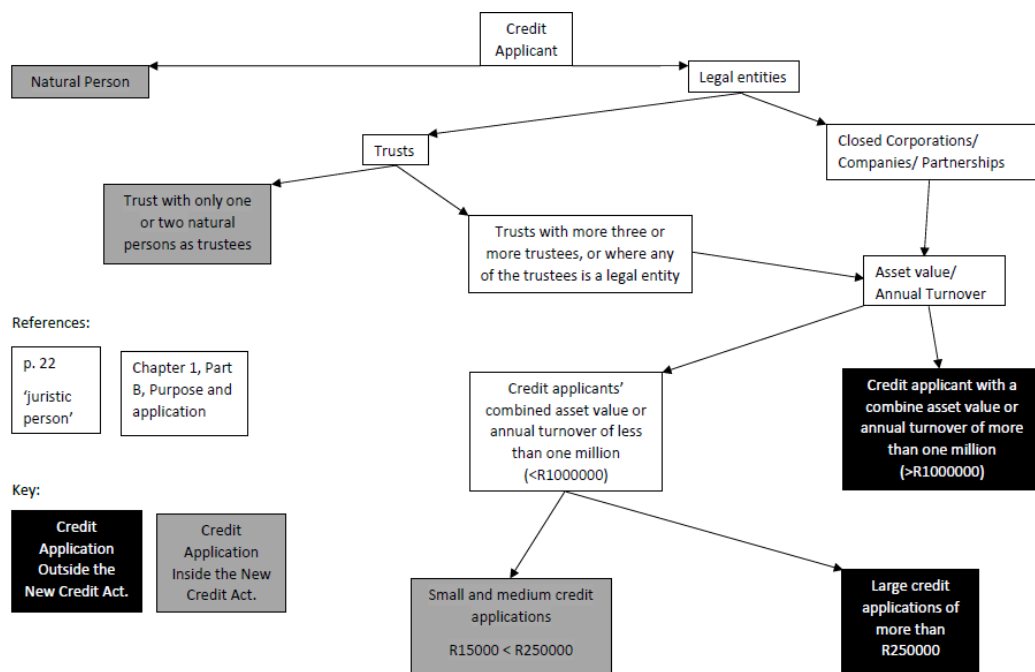 Credit
Applicant
Natural Person
Legal entities
Trusts
Closed Corporations/
Companies/ Partnerships
Trust with only one
or two natural
persons as trustees
Trusts with more three or
more trustees, or where any
of the trustees is a legal entity
Asset value/
Annual Turnover
References:
p. 22
‘juristic
person’
Chapter 1, Part
B, Purpose and
application
Credit applicants’
combined asset value or
annual turnover of less
than one million
(<R1000000)
Credit applicant with a
combine asset value or
annual turnover of more
than one million
(>R1000000)
Key:
Credit
Application
Outside the
New Credit Act.
Credit
Application
Inside the New
Credit Act.
Small and medium credit
applications
R15000 < R250000
Large credit
applications of
more than
R250000